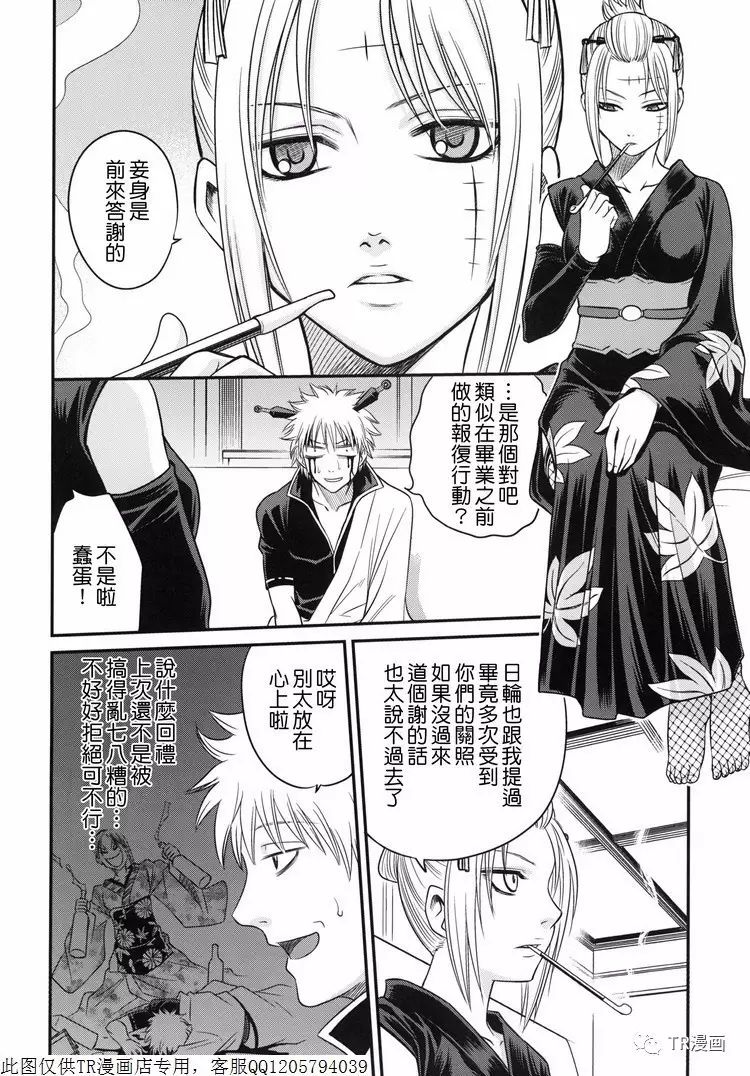 妾身是
前來答謝的
…是那個對吧
類似在畢業之前
做的報復行動？
不是啦
蠢蛋！
日輪也跟我提過
畢竟多次受到
你們的關照
如果沒過來
道個謝的話
也太說不過去了
哎呀
別太放在
心上啦
說什麼回禮
上次還不是被
搞得亂七八糟的…
不好好拒絕可不行…
TR漫画
此图仅供TR漫画店专用，客服QQ1205794039